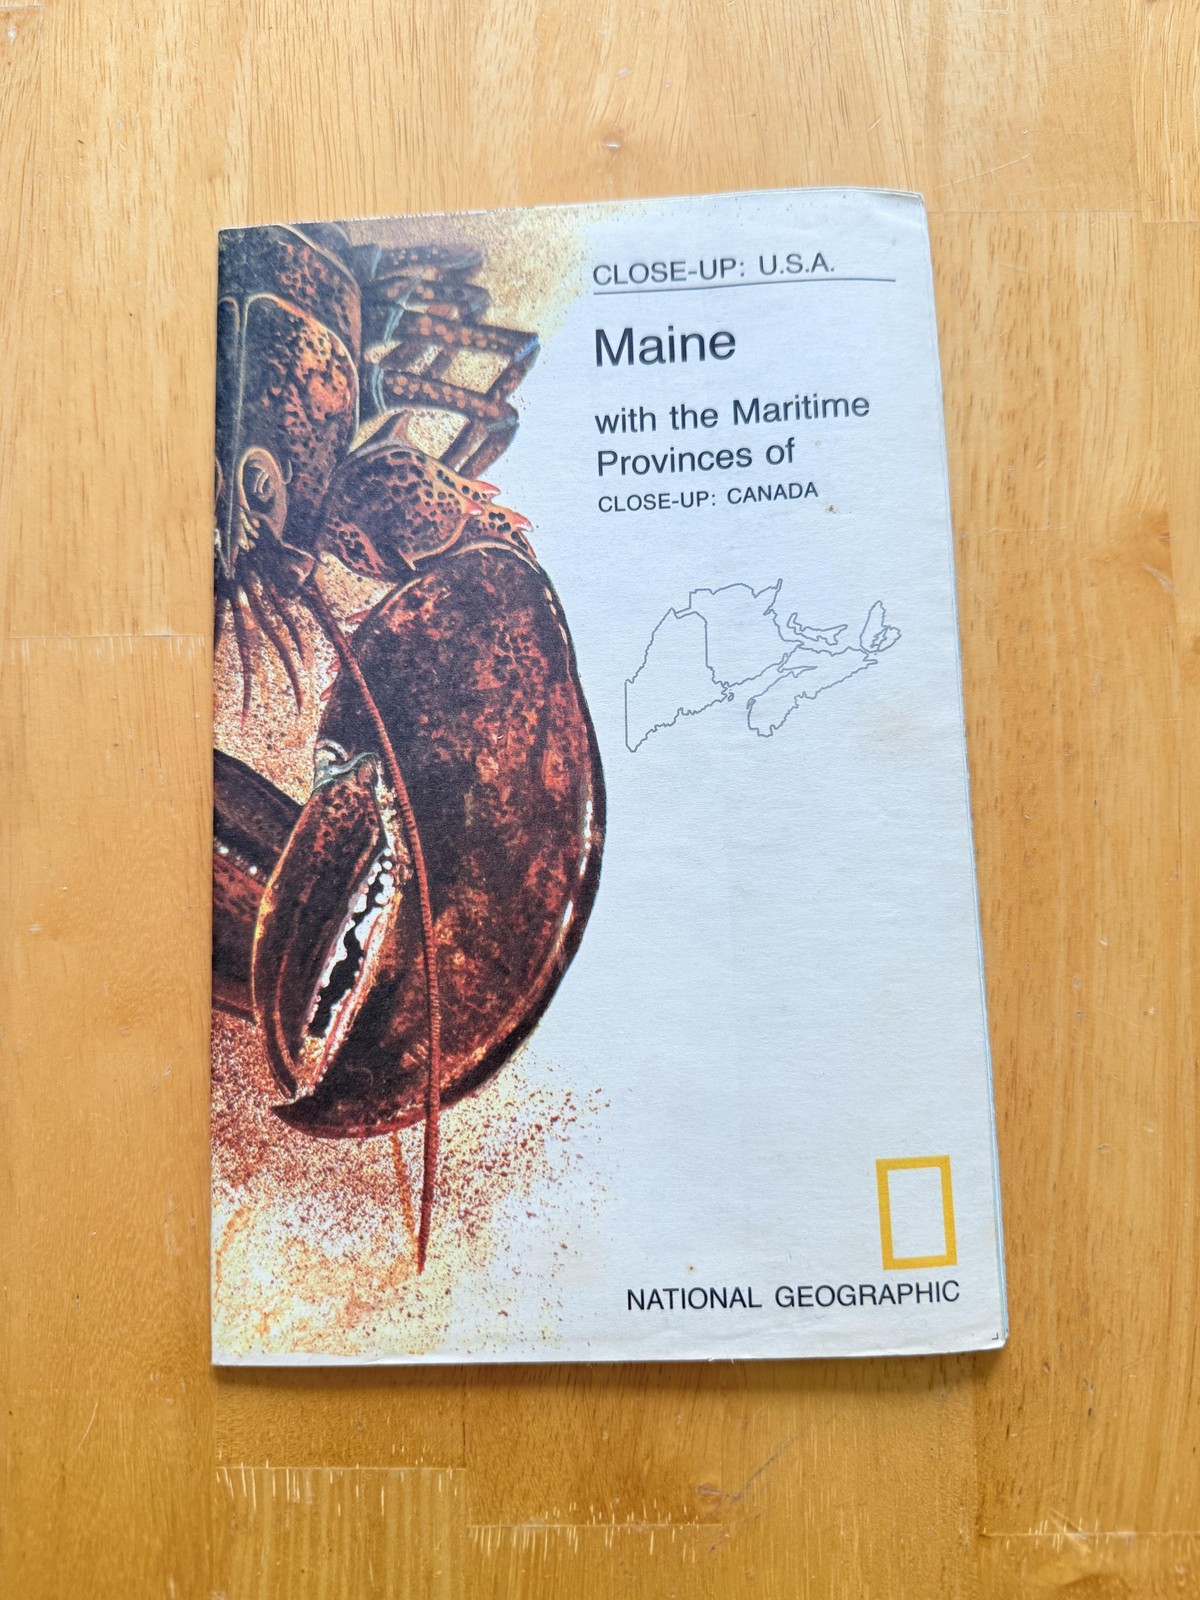 CLOSE-UP: U.S.A.
Maine
with the Maritime
Provinces of
CLOSE-UP: CANADA
NATIONAL GEOGRAPHIC